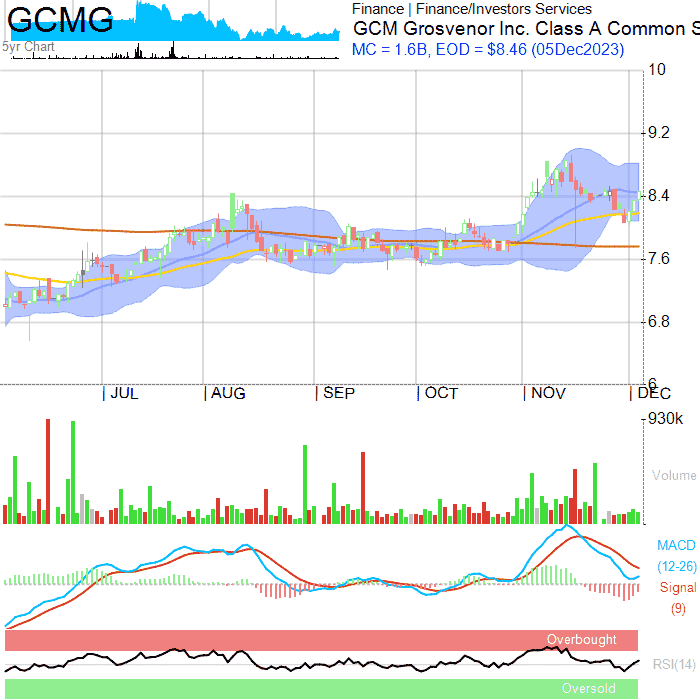 GCMG
5yr Chart
Finance | Finance/Investors Services
GCM Grosvenor Inc. Class A Common S
MC = 1.6B, EOD = $8.46 (05Dec2023)
10
9.2
8.4
7.6
6.8
6
| JUL | AUG | SEP | OCT | NOV | DEC
930k
Volume
MACD
(12-26)
Signal
(9)
Overbought
RSI(14)
Oversold